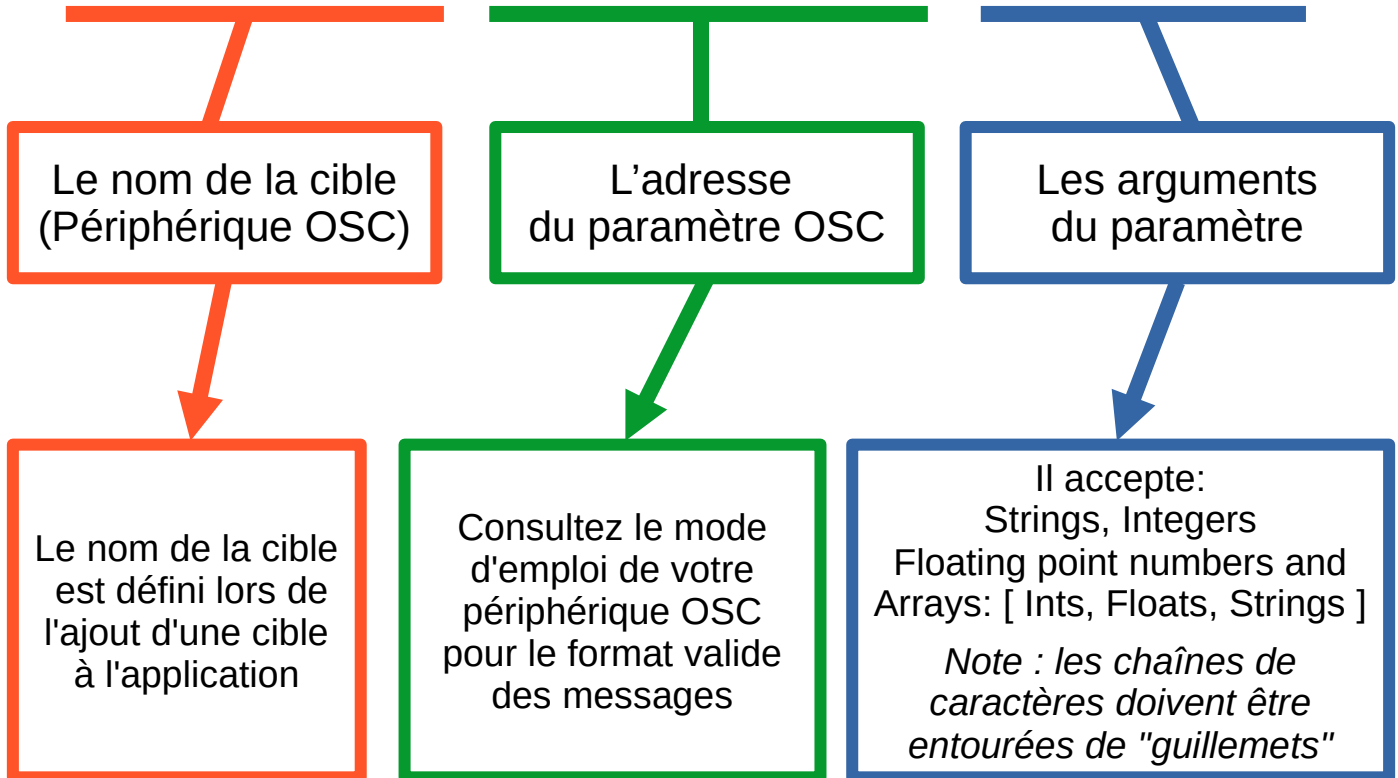 Le nom de la cible
(Périphérique OSC)
L’adresse
du paramètre OSC
Les arguments
du paramètre
Le nom de la cible
est défini lors de
l'ajout d'une cible
à l'application
Consultez le mode
d'emploi de votre
périphérique OSC
pour le format valide
des messages
Il accepte:
Strings, Integers
Floating point numbers and
Arrays: [ Ints, Floats, Strings ]
Note : les chaînes de
caractères doivent être
entourées de "guillemets"